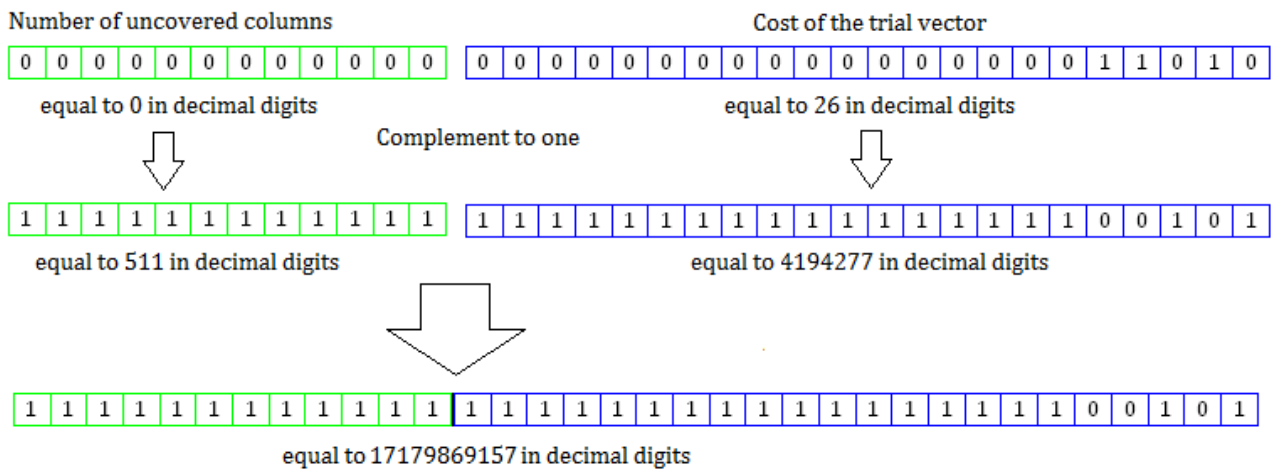 Number of uncovered columns
Cost of the trial vector
0 0 0 0 0 0 0 0 0 0 0 0
0 0 0 0 0 0 0 0 0 0 0 0 0 0 0 0 0 1 1 0 1 0
equal to 0 in decimal digits
equal to 26 in decimal digits
Complement to one
1 1 1 1 1 1 1 1 1 1 1 1
1 1 1 1 1 1 1 1 1 1 1 1 1 1 1 1 1 0 0 1 0 1
equal to 511 in decimal digits
equal to 4194277 in decimal digits
1 1 1 1 1 1 1 1 1 1 1 1 1 1 1 1 1 1 1 1 1 1 1 1 1 1 1 1 1 0 0 1 0 1
equal to 17179869157 in decimal digits